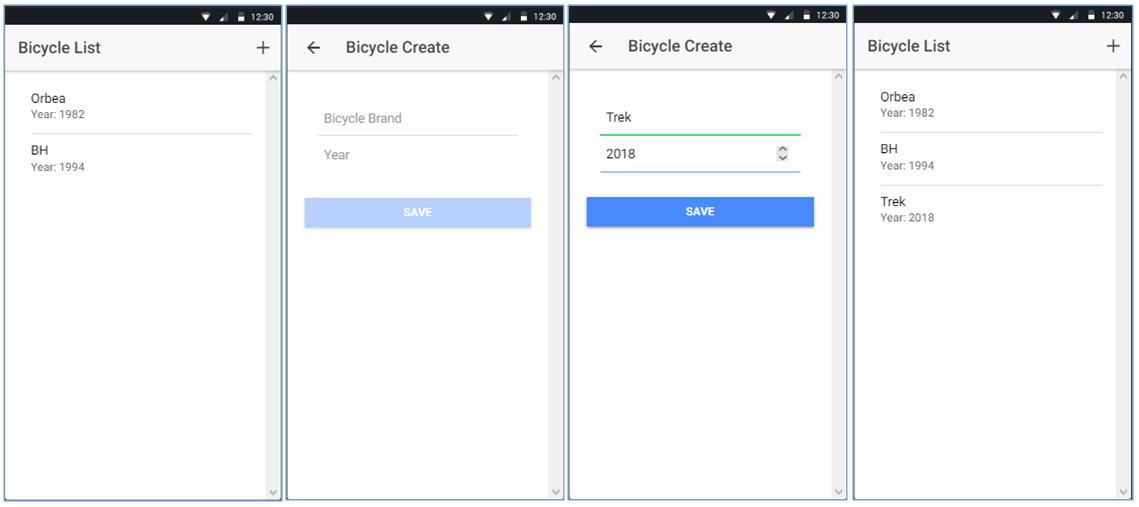 12:30
Bicycle List
Orbea
Year: 1982
BH
Year: 1994
12:30
Bicycle Create
Bicycle Brand
Year
SAVE
12:30
Bicycle Create
Trek
2018
SAVE
12:30
Bicycle List
Orbea
Year: 1982
BH
Year: 1994
Trek
Year: 2018